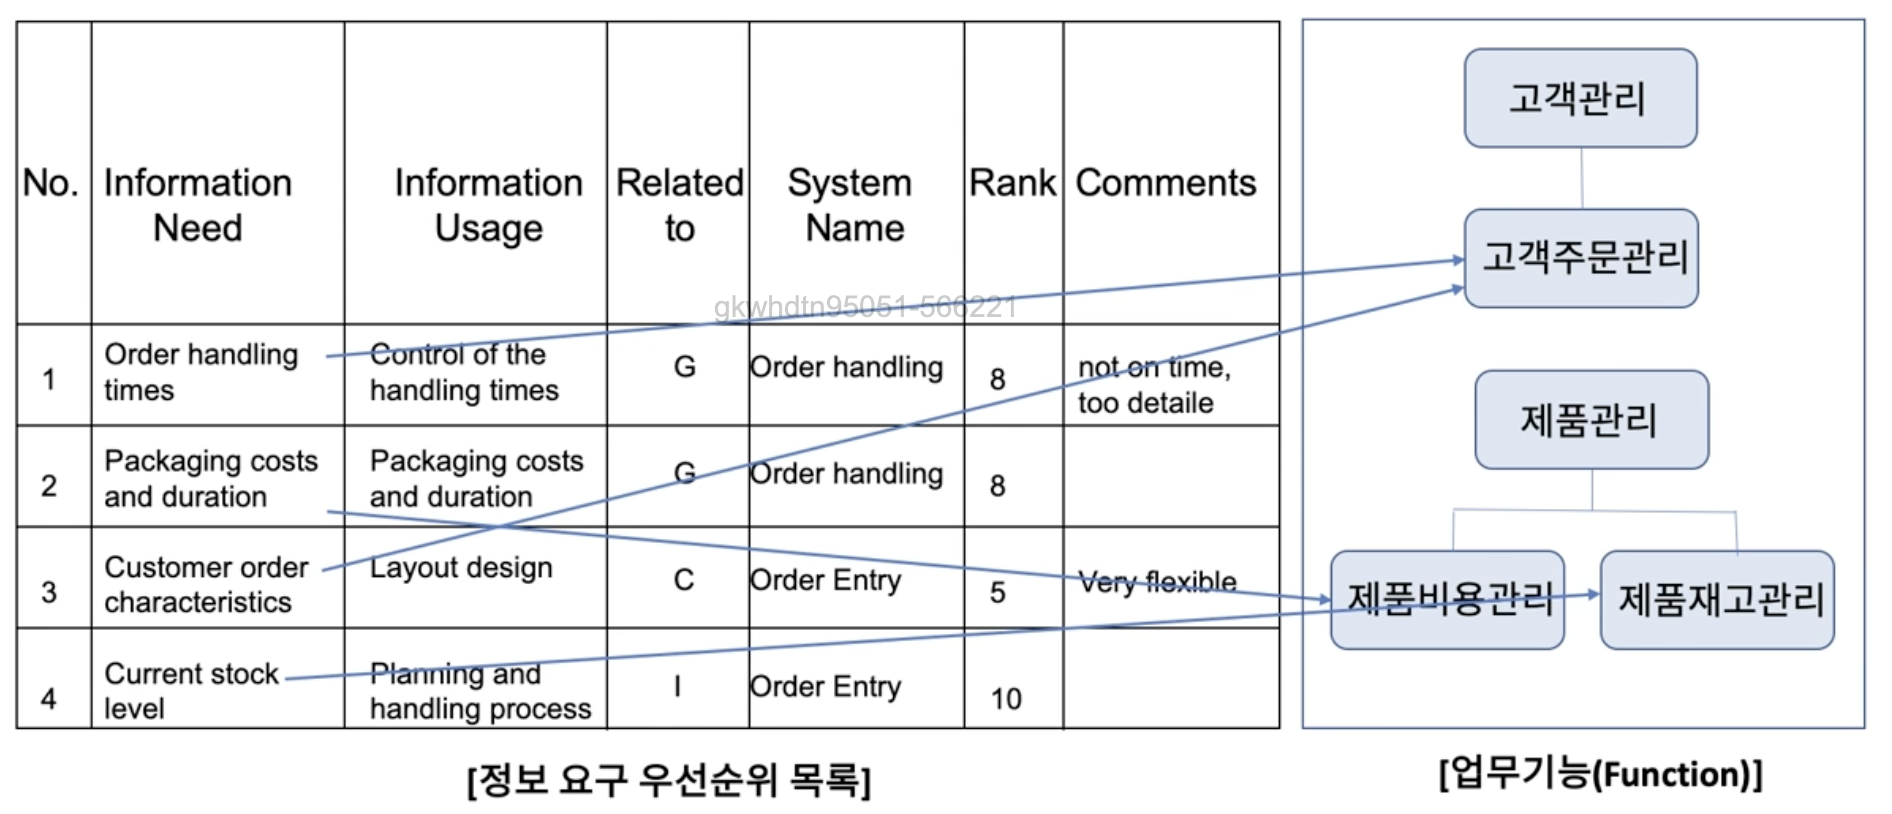 No.
Information
Need
Information
Usage
Related
to
System
Name
Rank
Comments
1
Order handling
times
Control of the
handling times
G
Order handling
8
not on time,
too detaile
2
Packaging costs
and duration
Packaging costs
and duration
G
Order handling
8
3
Customer order
characteristics
Layout design
C
Order Entry
5
Very flexible
4
Current stock
level
Planning and
handling process
I
Order Entry
10
gkwhdtn95051-566221
[정보 요구 우선순위 목록]
고객관리
고객주문관리
제품관리
제품비용관리
제품재고관리
[업무기능(Function)]